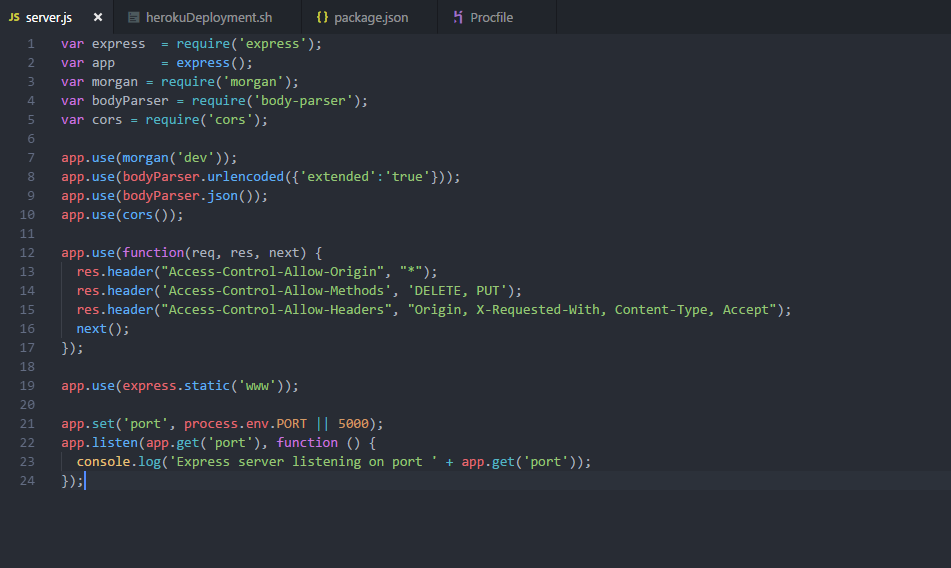 JS server.js × herokuDeployment.sh {} package.json Procfile
1 var express  = require('express');
2 var app      = express();
3 var morgan = require('morgan');
4 var bodyParser = require('body-parser');
5 var cors = require('cors');
6
7 app.use(morgan('dev'));
8 app.use(bodyParser.urlencoded({'extended':'true'}));
9 app.use(bodyParser.json());
10 app.use(cors());
11
12 app.use(function(req, res, next) {
13   res.header("Access-Control-Allow-Origin", "*");
14   res.header('Access-Control-Allow-Methods', 'DELETE, PUT');
15   res.header("Access-Control-Allow-Headers", "Origin, X-Requested-With, Content-Type, Accept");
16   next();
17 });
18
19 app.use(express.static('www'));
20
21 app.set('port', process.env.PORT || 5000);
22 app.listen(app.get('port'), function () {
23   console.log('Express server listening on port ' + app.get('port'));
24 });